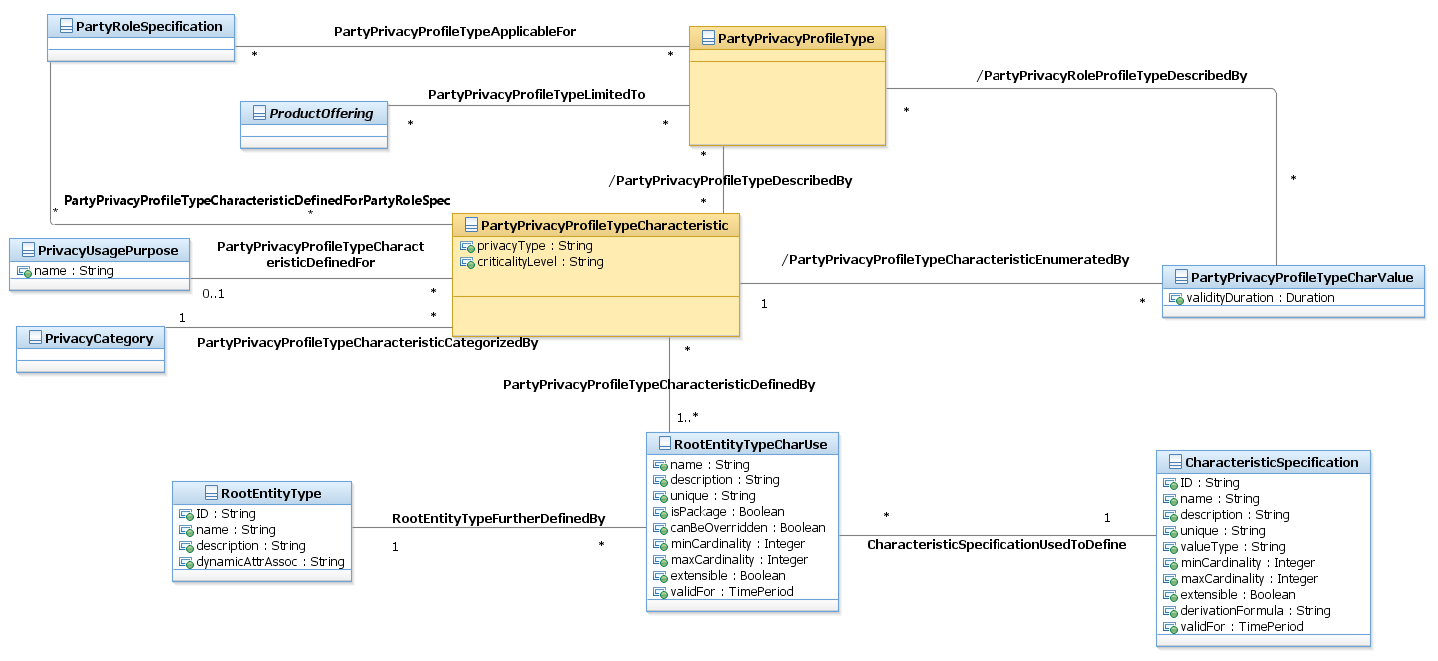 PartyRoleSpecification
PartyPrivacyProfileTypeApplicableFor
*
*
PartyPrivacyProfileType
/PartyPrivacyRoleProfileTypeDescribedBy
*
*
ProductOffering
PartyPrivacyProfileTypeLimitedTo
*
*
*
/PartyPrivacyProfileTypeDescribedBy
*
PartyPrivacyProfileTypeCharacteristicDefinedForPartyRoleSpec
*
*
PartyPrivacyProfileTypeCharacteristic
privacyType : String
criticalityLevel : String
PrivacyUsagePurpose
name : String
PartyPrivacyProfileTypeCharact
eristicDefinedFor
0..1
*
/PartyPrivacyProfileTypeCharacteristicEnumeratedBy
1
*
PartyPrivacyProfileTypeCharValue
validityDuration : Duration
PrivacyCategory
1
*
PartyPrivacyProfileTypeCharacteristicCategorizedBy
*
PartyPrivacyProfileTypeCharacteristicDefinedBy
1..*
RootEntityTypeCharUse
name : String
description : String
unique : String
isPackage : Boolean
canBeOverridden : Boolean
minCardinality : Integer
maxCardinality : Integer
extensible : Boolean
validFor : TimePeriod
RootEntityType
ID : String
name : String
description : String
dynamicAttrAssoc : String
RootEntityTypeFurtherDefinedBy
1
*
*
1
CharacteristicSpecificationUsedToDefine
CharacteristicSpecification
ID : String
name : String
description : String
unique : String
valueType : String
minCardinality : Integer
maxCardinality : Integer
extensible : Boolean
derivationFormula : String
validFor : TimePeriod